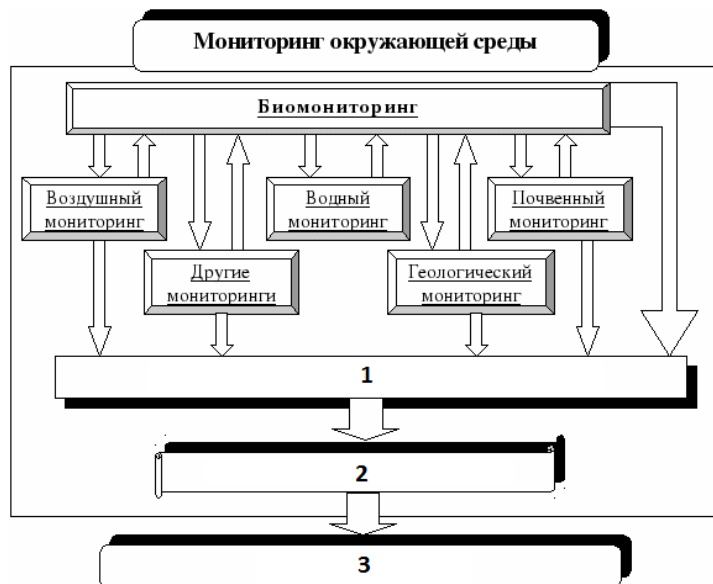 Мониторинг окружающей среды
Биомониторинг
Воздушный
мониторинг
Водный
мониторинг
Почвенный
мониторинг
Другие
мониторинги
Геологический
мониторинг
1
2
3